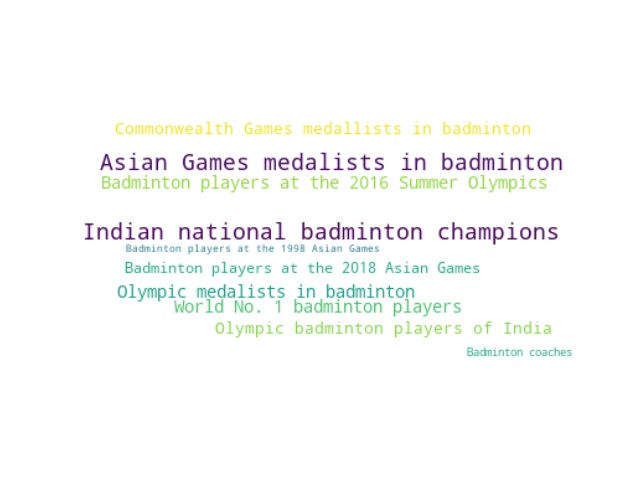 Commonwealth Games medallists in badminton
Asian Games medalists in badminton
Badminton players at the 2016 Summer Olympics
Indian national badminton champions
Badminton players at the 1998 Asian Games
Badminton players at the 2018 Asian Games
Olympic medalists in badminton
World No. 1 badminton players
Olympic badminton players of India
Badminton coaches